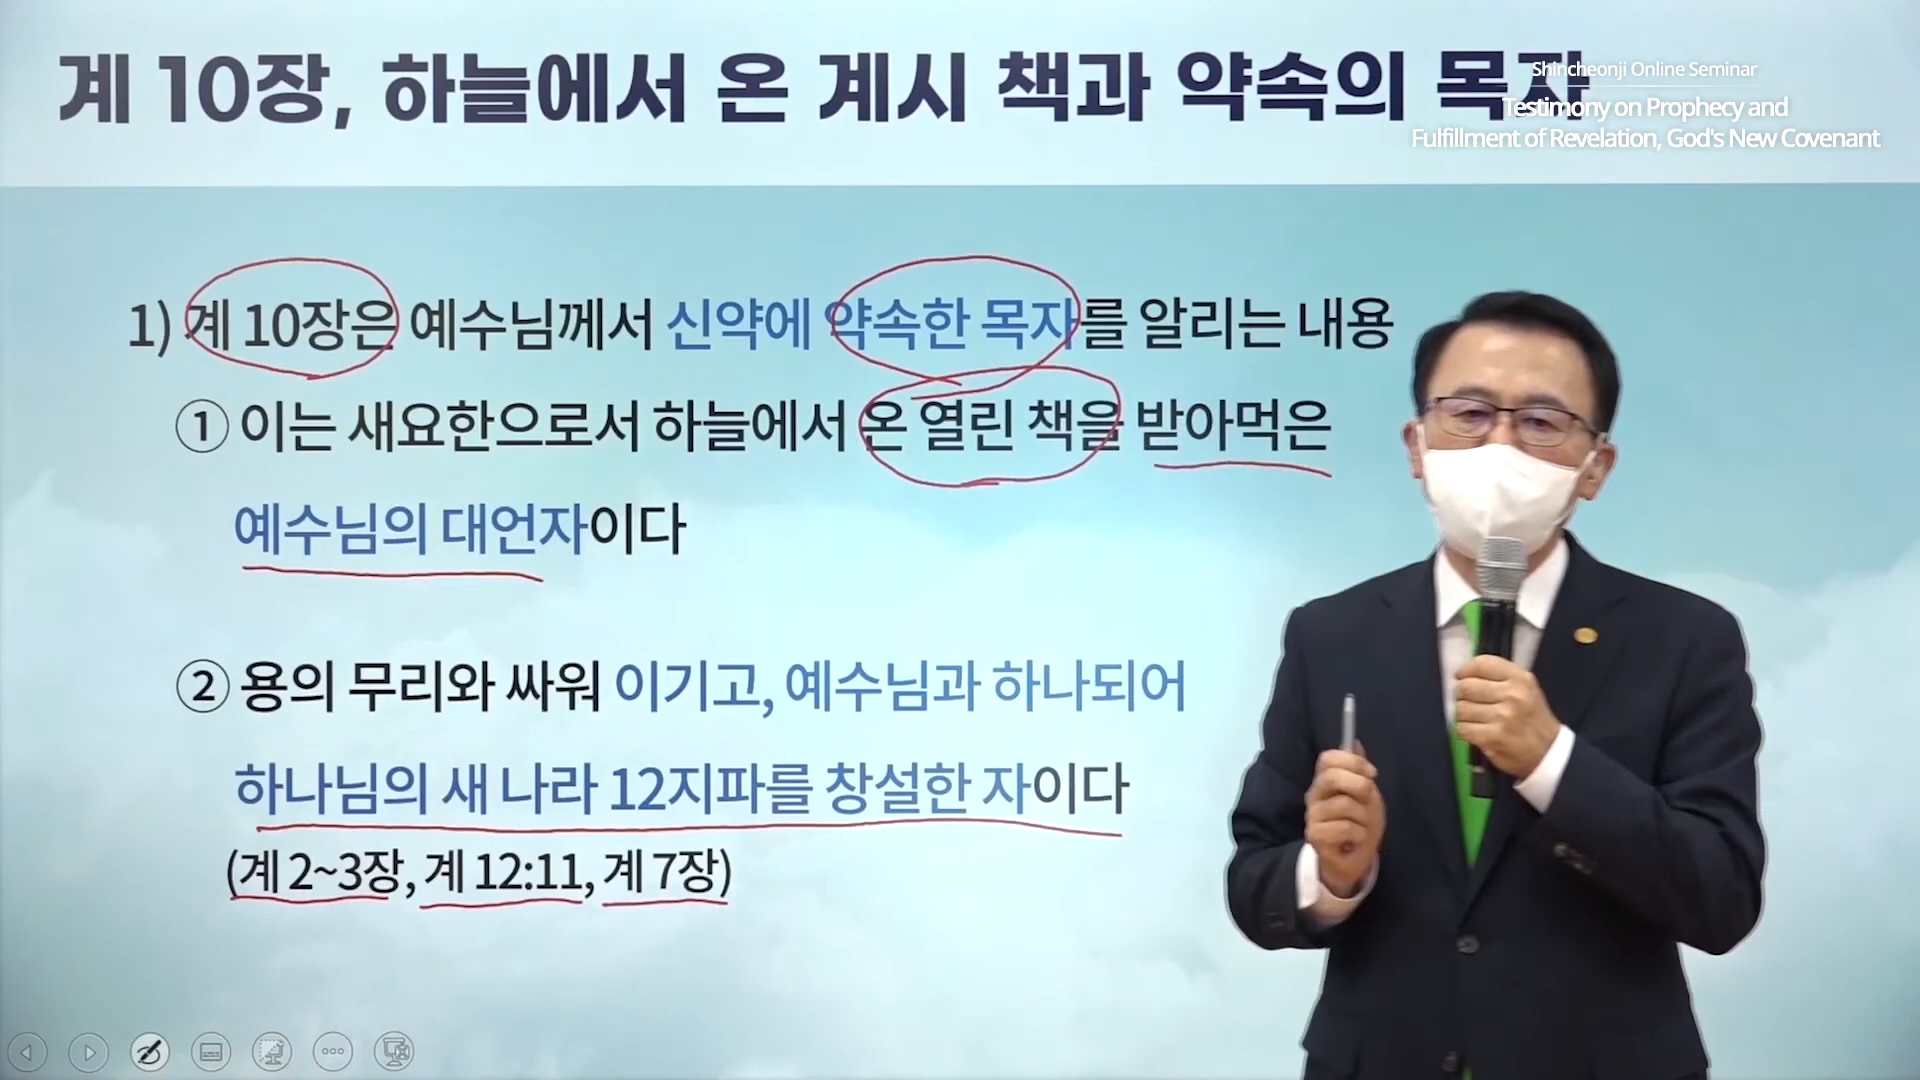 계 10장, 하늘에서 온 계시 책과 약속의 목자
Shincheonji Online Seminar
Testimony on Prophecy and
Fulfillment of Revelation, God's New Covenant
1) 계 10장은 예수님께서 신약에 약속한 목자를 알리는 내용
① 이는 새요한으로서 하늘에서 온 열린 책을 받아먹은
예수님의 대언자이다
② 용의 무리와 싸워 이기고, 예수님과 하나되어
하나님의 새 나라 12지파를 창설한 자이다
(계 2~3장, 계 12:11, 계 7장)